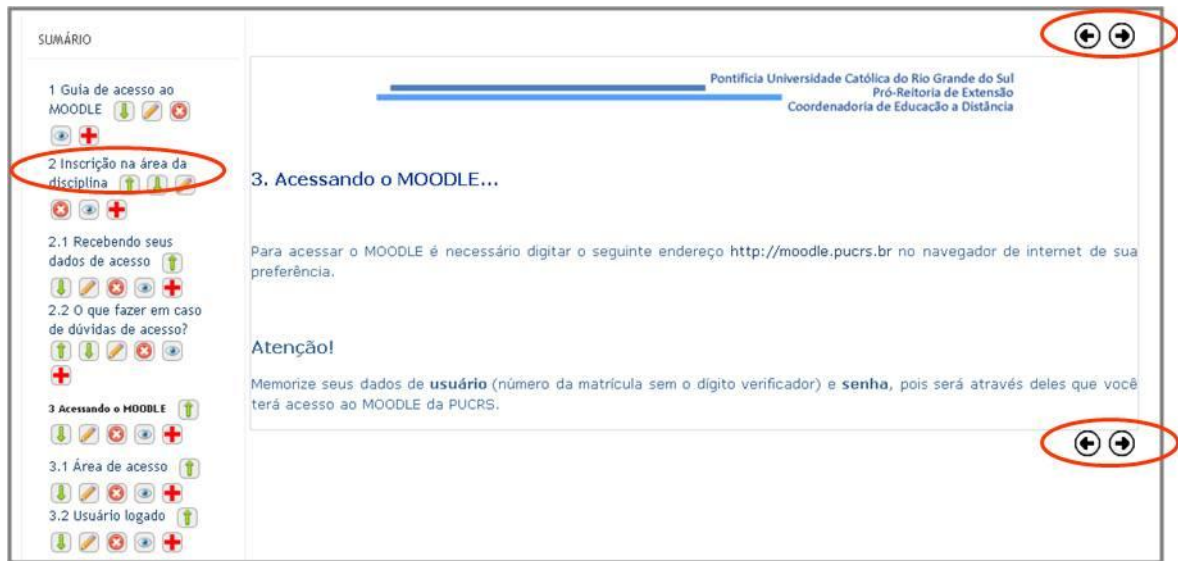 SUMÁRIO
1 Guia de acesso ao
MOODLE
2 Inscrição na área da
disciplina
2.1 Recebendo seus
dados de acesso
2.2 O que fazer em caso
de dúvidas de acesso?
3 Acessando o MOODLE
3.1 Área de acesso
3.2 Usuário logado
Pontifícia Universidade Católica do Rio Grande do Sul
Pró-Reitoria de Extensão
Coordenadoria de Educação a Distância
3. Acessando o MOODLE...
Para acessar o MOODLE é necessário digitar o seguinte endereço http://moodle.pucrs.br no navegador de internet de sua
preferência.
Atenção!
Memorize seus dados de usuário (número da matrícula sem o dígito verificador) e senha, pois será através deles que você
terá acesso ao MOODLE da PUCRS.